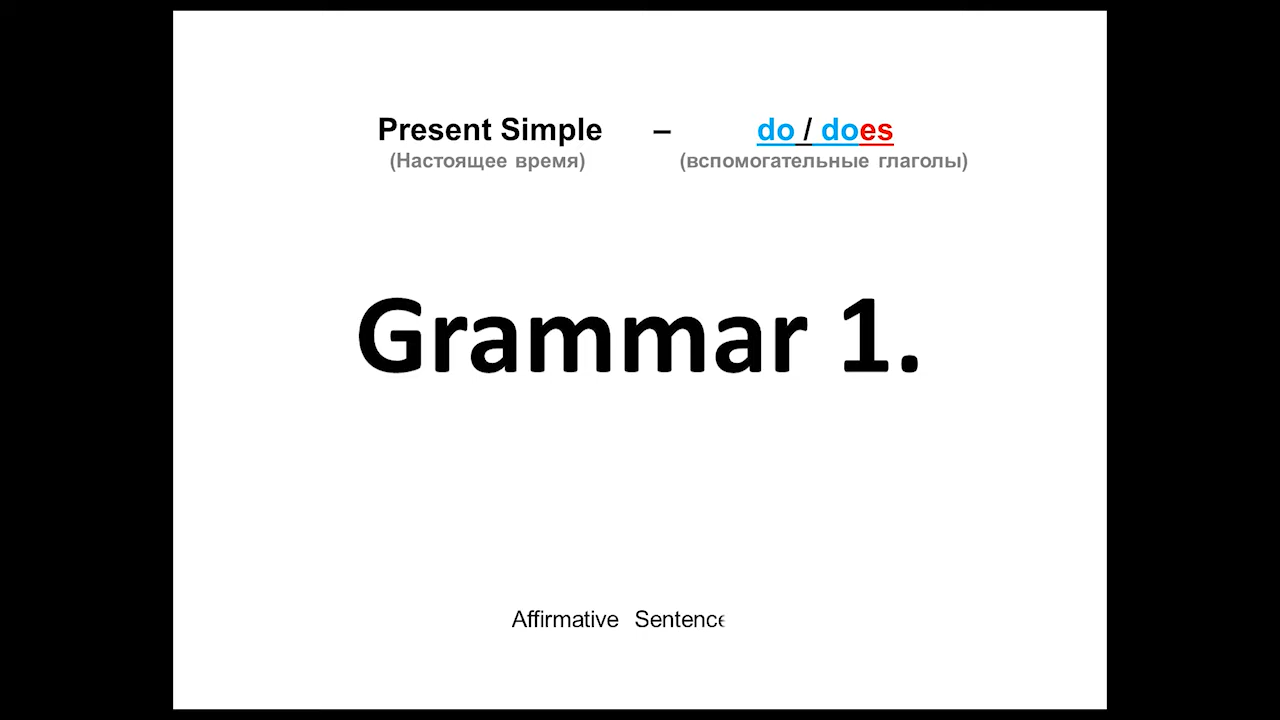 Present Simple – do / does
(Настоящее время) (вспомогательные глаголы)
Grammar 1.
Affirmative Sentence